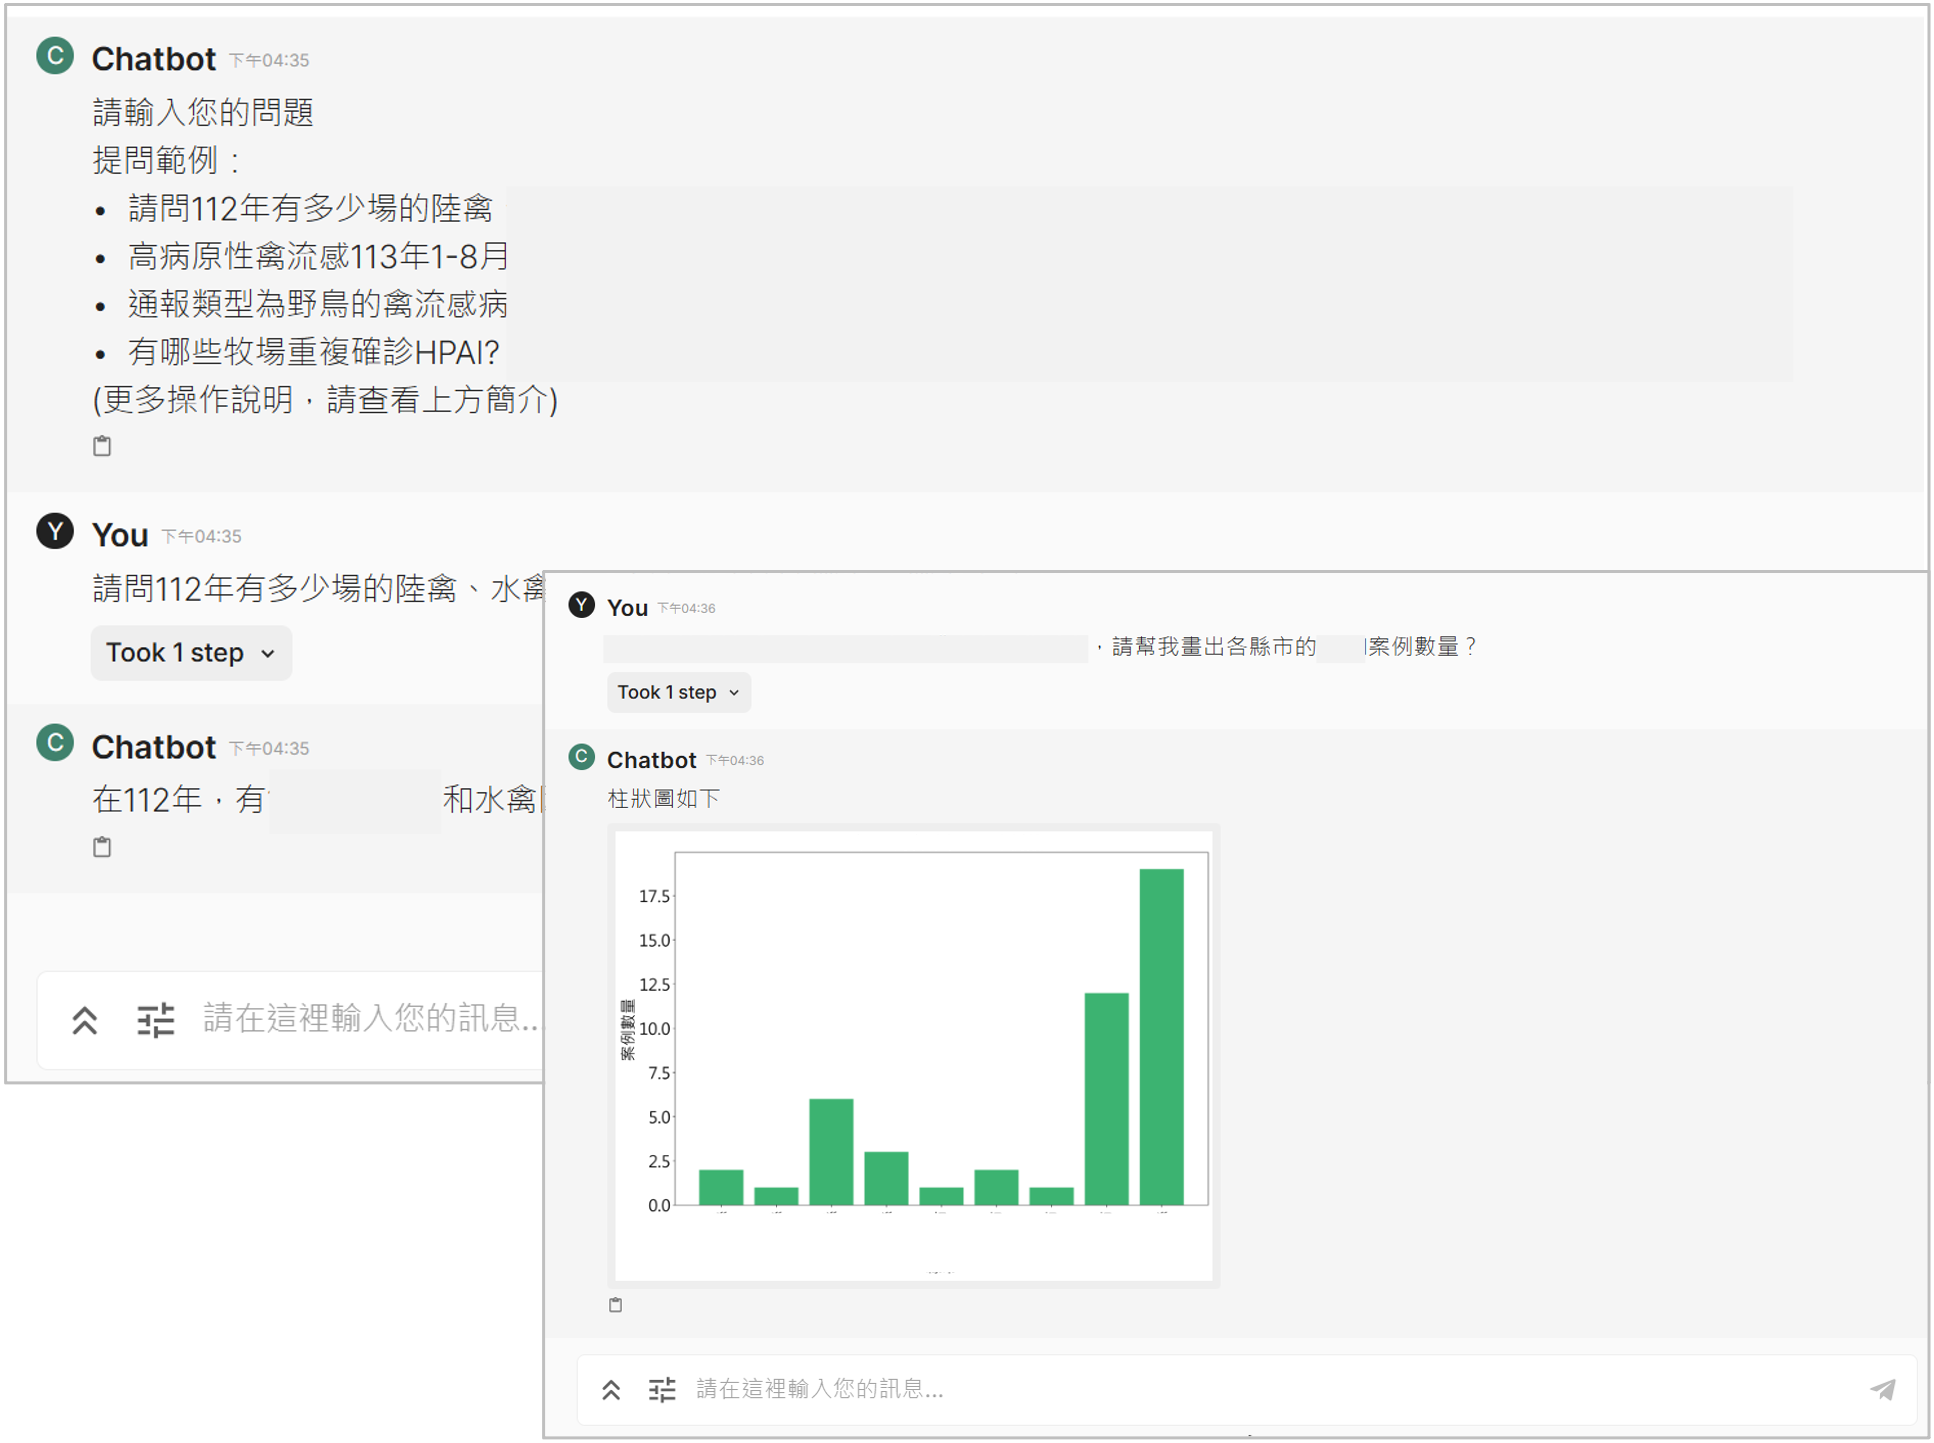 C Chatbot 下午04:35
請輸入您的問題
提問範例：
• 請問112年有多少場的陸禽
• 高病原性禽流感113年1-8月
• 通報類型為野鳥的禽流感病
• 有哪些牧場重複確診HPAI?
(更多操作說明，請查看上方簡介)
Y You 下午04:35
請問112年有多少場的陸禽、水禽
Took 1 step
C Chatbot 下午04:35
在112年，有 和水禽
請在這裡輸入您的訊息...
Y You 下午04:36
，請幫我畫出各縣市的 案例數量？
Took 1 step
C Chatbot 下午04:36
柱狀圖如下
17.5
15.0
12.5
10.0
7.5
5.0
2.5
0.0
案例數量
請在這裡輸入您的訊息...